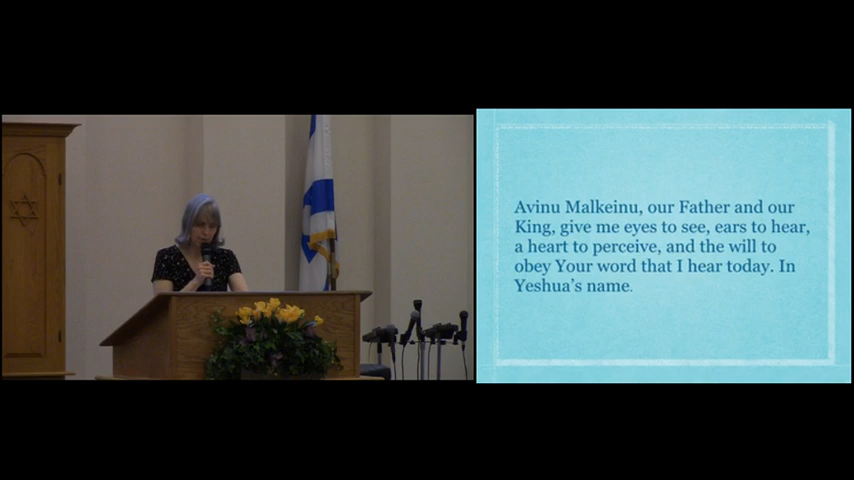 Avinu Malkeinu, our Father and our
King, give me eyes to see, ears to hear,
a heart to perceive, and the will to
obey Your word that I hear today. In
Yeshua's name.